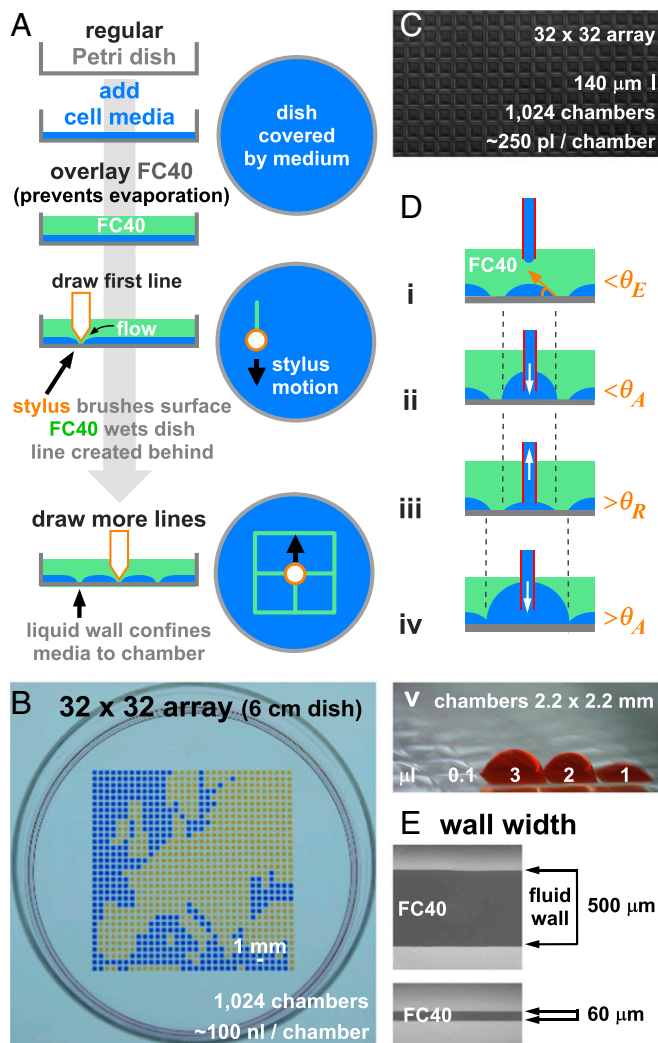 A
regular
Petri dish
add
cell media
dish
covered
by medium
overlay FC40
(prevents evaporation)
FC40
draw first line
flow
stylus
motion
stylus brushes surface
FC40 wets dish
line created behind
draw more lines
liquid wall confines
media to chamber
B
32 x 32 array (6 cm dish)
1 mm
1,024 chambers
~100 nl / chamber
C
32 x 32 array
140 µm
1,024 chambers
~250 pl / chamber
D
FC40
i
<θE
ii
<θA
iii
>θR
iv
>θA
v chambers 2.2 x 2.2 mm
µl 0.1 3 2 1
E wall width
FC40
fluid
wall
500 µm
FC40
60 µm